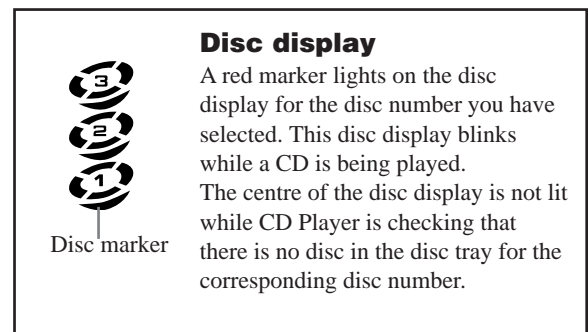 Disc display
3
2
1
Disc marker
A red marker lights on the disc
display for the disc number you have
selected. This disc display blinks
while a CD is being played.
The centre of the disc display is not lit
while CD Player is checking that
there is no disc in the disc tray for the
corresponding disc number.